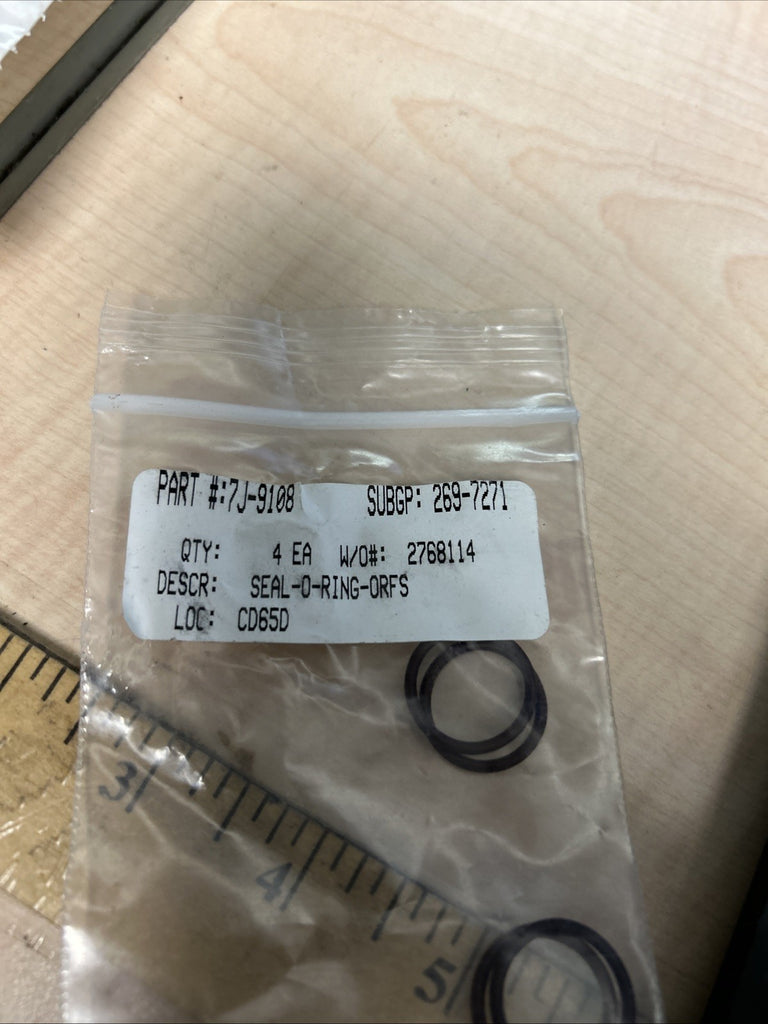 PART #:7J-9108 SUBGP: 269-7271
QTY: 4 EA W/O#: 2768114
DESCR: SEAL-O-RING-ORFS
LOC: CD65D
3 4 5